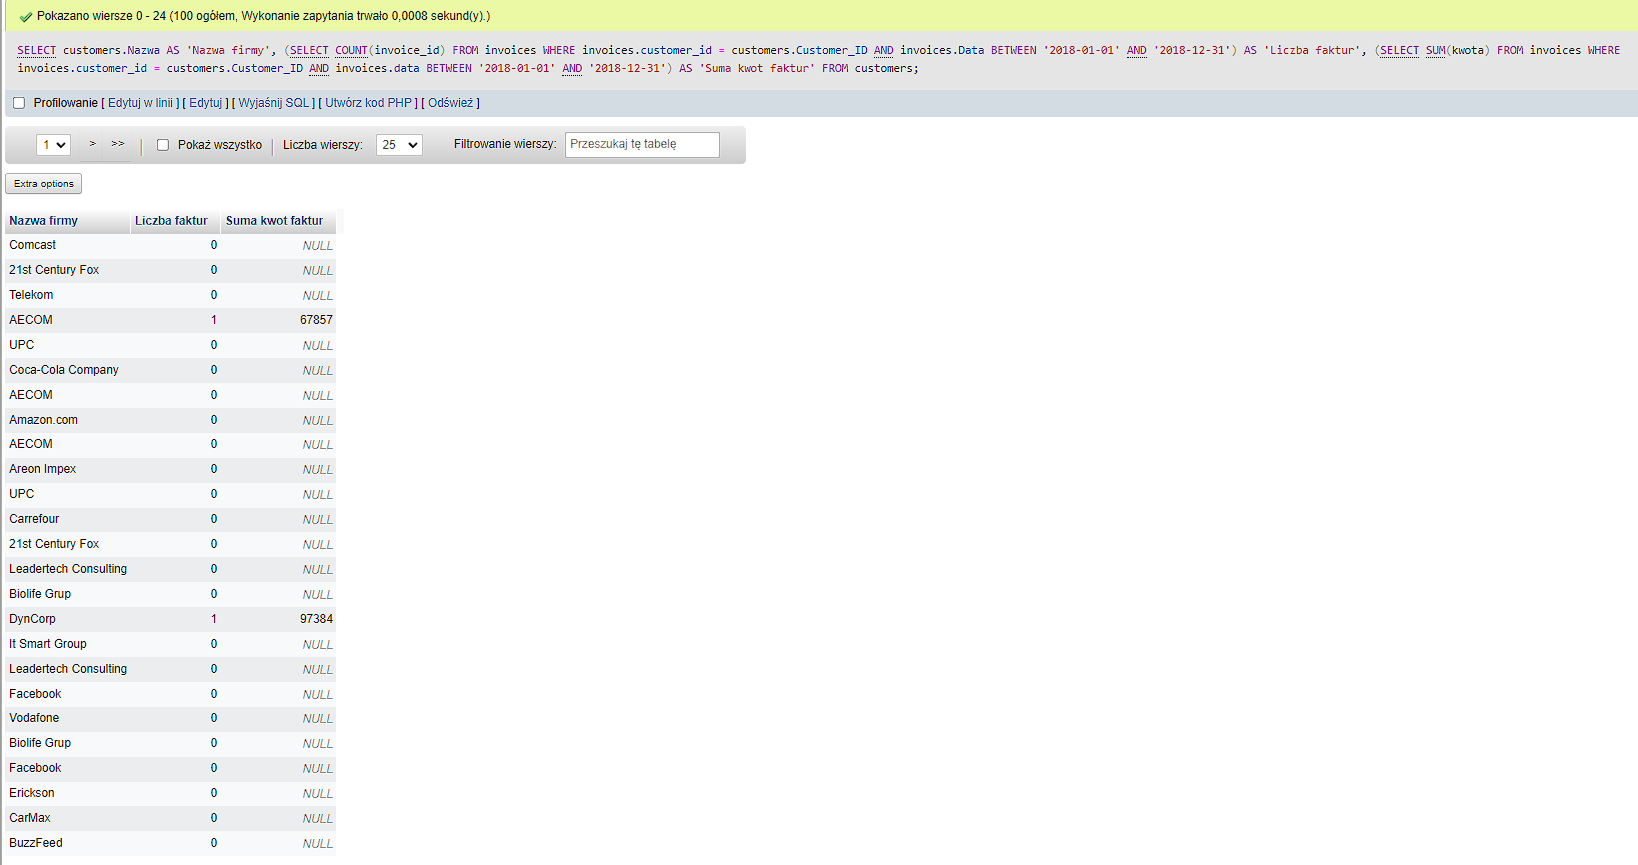 Pokazano wiersze 0 - 24 (100 ogółem, Wykonanie zapytania trwało 0,0008 sekund(y).)
SELECT customers.Nazwa AS 'Nazwa firmy', (SELECT COUNT(invoice_id) FROM invoices WHERE invoices.customer_id = customers.Customer_ID AND invoices.Data BETWEEN '2018-01-01' AND '2018-12-31') AS 'Liczba faktur', (SELECT SUM(kwota) FROM invoices WHERE
invoices.customer_id = customers.Customer_ID AND invoices.data BETWEEN '2018-01-01' AND '2018-12-31') AS 'Suma kwot faktur' FROM customers;
Profilowanie [ Edytuj w linii ] [ Edytuj ] [ Wyjaśnij SQL ] [ Utwórz kod PHP ] [ Odśwież ]
1 > >> Pokaż wszystko Liczba wierszy: 25 Filtrowanie wierszy: Przeszukaj tę tabelę
Extra options
Nazwa firmy Liczba faktur Suma kwot faktur
Comcast 0 NULL
21st Century Fox 0 NULL
Telekom 0 NULL
AECOM 1 67857
UPC 0 NULL
Coca-Cola Company 0 NULL
AECOM 0 NULL
Amazon.com 0 NULL
AECOM 0 NULL
Areon Impex 0 NULL
UPC 0 NULL
Carrefour 0 NULL
21st Century Fox 0 NULL
Leadertech Consulting 0 NULL
Biolife Grup 0 NULL
DynCorp 1 97384
It Smart Group 0 NULL
Leadertech Consulting 0 NULL
Facebook 0 NULL
Vodafone 0 NULL
Biolife Grup 0 NULL
Facebook 0 NULL
Erickson 0 NULL
CarMax 0 NULL
BuzzFeed 0 NULL